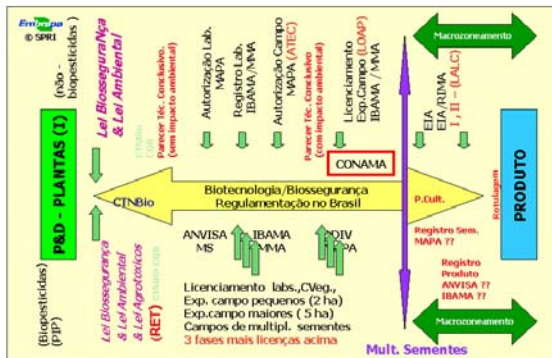 Embrapa
© SPRI
(não -
biopesticidas)
Lei BiosseguraNça
& Lei Ambiental
CTNBio
CQB
Parecer Téc. Conclusivo.
(sem impacto ambiental)
Autorização Lab.
MAPA
Registro Lab.
IBAMA/MMA
Autorização Campo
MAPA (ATEC)
Parecer Téc.Conclusivo
(com impacto ambiental)
Licenciamento
Exp.Campo (LOAP)
IBAMA / MMA
CONAMA
EIA
EIA/RIMA
I , II – (LALC)
Macrozoneamento
P&D - PLANTAS (I)
CTNBio
Biotecnologia/Biossegurança
Regulamentação no Brasil
P.Cult.
Rotulagem
PRODUTO
(Biopesticidas)
(PIP)
Lei Biossegurança
& Lei Ambiental
& Lei Agrotóxicos
(RET)
CTNBIO CQB
ANVISA
MS
IBAMA
MMA
Licenciamento labs.,CVeg.,
Exp. campo pequenos (2 ha)
Exp.campo maiores ( 5 ha)
Campos de multipl. sementes
3 fases mais licenças acima
Registro Sem.
MAPA ??
Registro
Produto
ANVISA ??
IBAMA ??
Macrozoneamento
Mult. Sementes